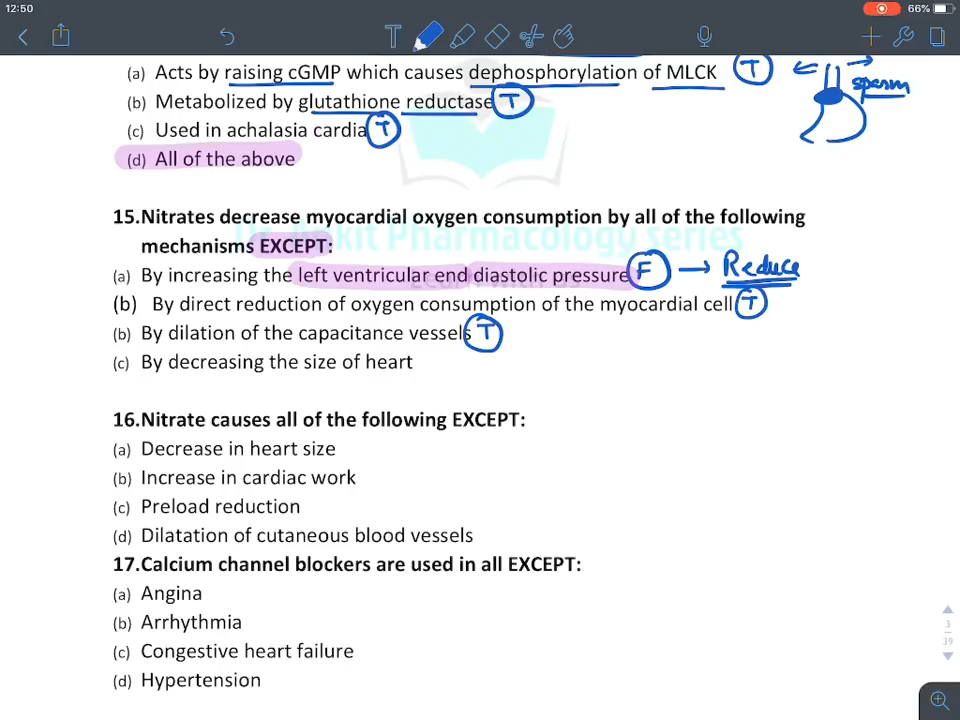 12:50
66%
(a) Acts by raising cGMP which causes dephosphorylation of MLCK T
sparm
(b) Metabolized by glutathione reductase T
(c) Used in achalasia cardia T
(d) All of the above
15.Nitrates decrease myocardial oxygen consumption by all of the following
mechanisms EXCEPT:
(a) By increasing the left ventricular end diastolic pressure F → Reduce
(b) By direct reduction of oxygen consumption of the myocardial cell T
(b) By dilation of the capacitance vessels T
(c) By decreasing the size of heart
16.Nitrate causes all of the following EXCEPT:
(a) Decrease in heart size
(b) Increase in cardiac work
(c) Preload reduction
(d) Dilatation of cutaneous blood vessels
17.Calcium channel blockers are used in all EXCEPT:
(a) Angina
(b) Arrhythmia
(c) Congestive heart failure
(d) Hypertension
3
39